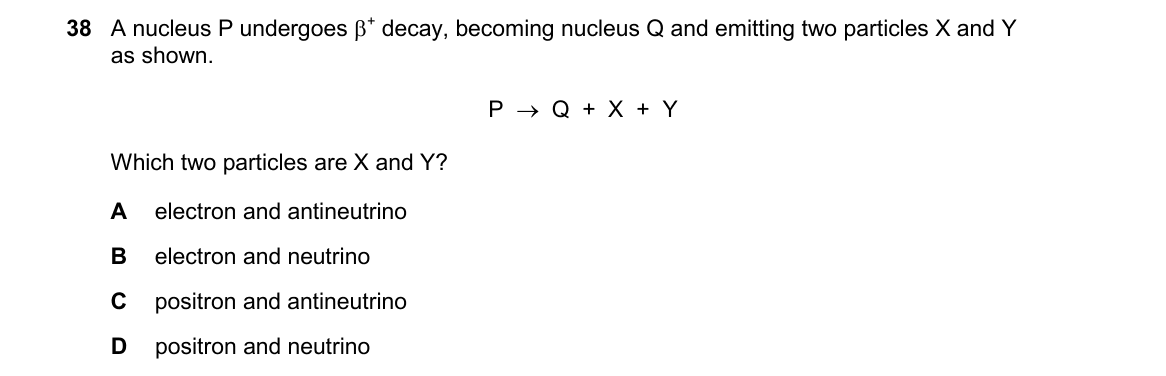 38 A nucleus P undergoes β⁺ decay, becoming nucleus Q and emitting two particles X and Y
as shown.
P → Q + X + Y
Which two particles are X and Y?
A electron and antineutrino
B electron and neutrino
C positron and antineutrino
D positron and neutrino